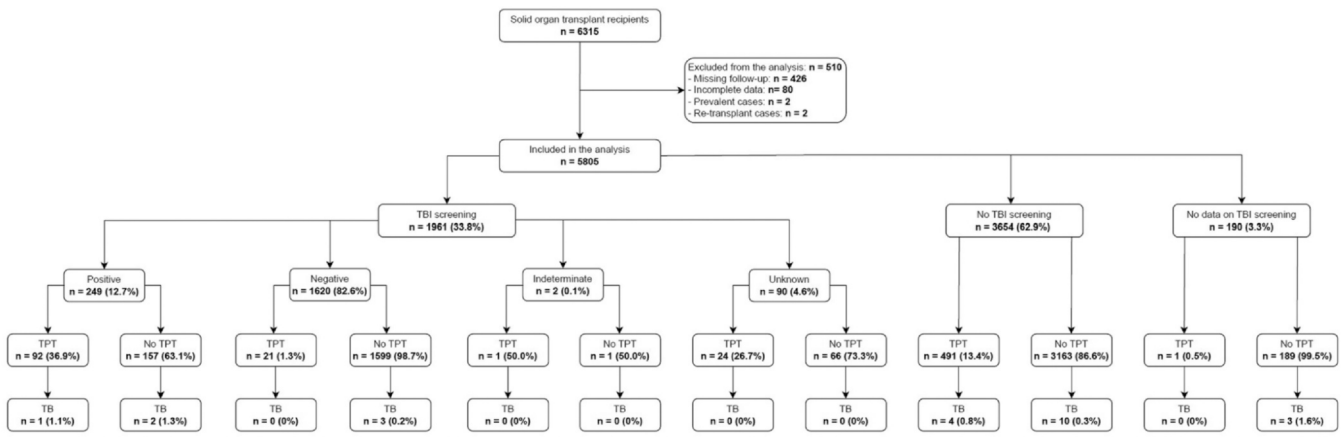 Solid organ transplant recipients
n = 6315
Excluded from the analysis: n = 510
- Missing follow-up: n = 426
- Incomplete data: n= 80
- Prevalent cases: n = 2
- Re-transplant cases: n = 2
Included in the analysis
n = 5805
TBI screening
n = 1961 (33.8%)
No TBI screening
n = 3654 (62.9%)
No data on TBI screening
n = 190 (3.3%)
Positive
n = 249 (12.7%)
Negative
n = 1620 (82.6%)
Indeterminate
n = 2 (0.1%)
Unknown
n = 90 (4.6%)
TPT
n = 92 (36.9%)
No TPT
n = 157 (63.1%)
TPT
n = 21 (1.3%)
No TPT
n = 1599 (98.7%)
TPT
n = 1 (50.0%)
No TPT
n = 1 (50.0%)
TPT
n = 24 (26.7%)
No TPT
n = 66 (73.3%)
TPT
n = 491 (13.4%)
No TPT
n = 3163 (86.6%)
TPT
n = 1 (0.5%)
No TPT
n = 189 (99.5%)
TB
n = 1 (1.1%)
TB
n = 2 (1.3%)
TB
n = 0 (0%)
TB
n = 3 (0.2%)
TB
n = 0 (0%)
TB
n = 0 (0%)
TB
n = 0 (0%)
TB
n = 0 (0%)
TB
n = 4 (0.8%)
TB
n = 10 (0.3%)
TB
n = 0 (0%)
TB
n = 3 (1.6%)